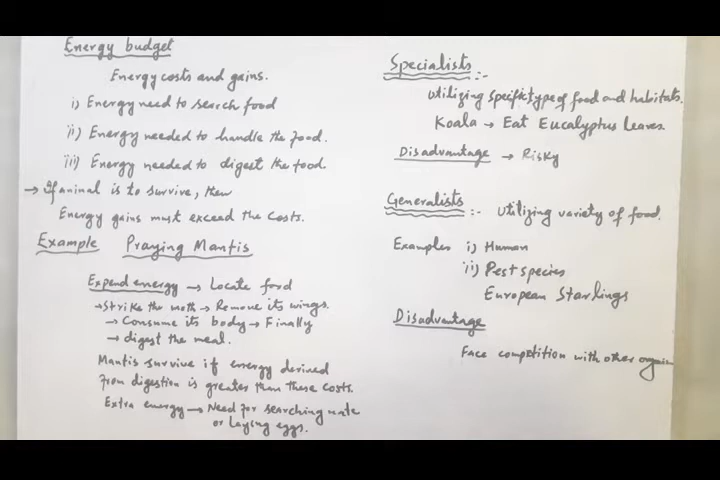 Energy budget
Energy costs and gains.
i) Energy need to search food
ii) Energy needed to handle the food.
iii) Energy needed to digest the food
→ If animal is to survive, then
Energy gains must exceed the costs.
Example Praying Mantis
Expend energy → Locate food
→ Strike the moth → Remove its wings.
→ Consume its body → Finally
→ digest the meal.
Mantis survive if energy derived
from digestion is greater than these costs.
Extra energy → Need for searching mate
or laying eggs.
Specialists :-
Utilizing specific type of food and habitats.
Koala → Eat Eucalyptus leaves.
Disadvantage → Risky
Generalists :- Utilizing variety of food.
Examples i) Human
ii) Pest species
European Starlings
Disadvantage
Face compitition with other